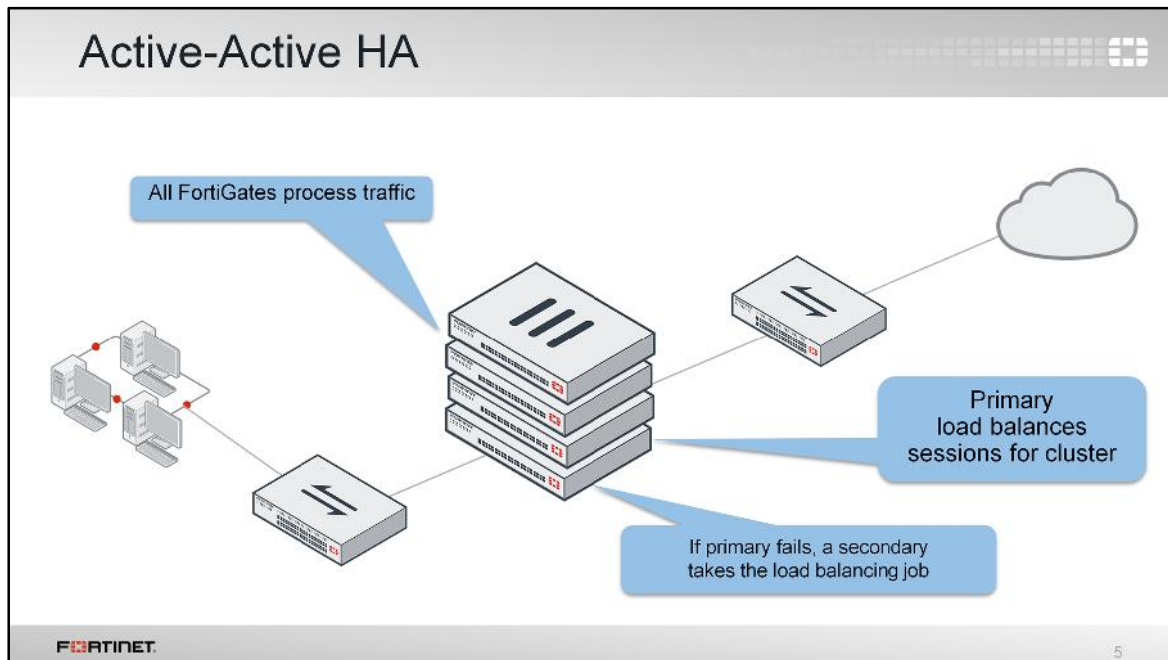 Active-Active HA
All FortiGates process traffic
Primary
load balances
sessions for cluster
If primary fails, a secondary
takes the load balancing job
FORTINET
5